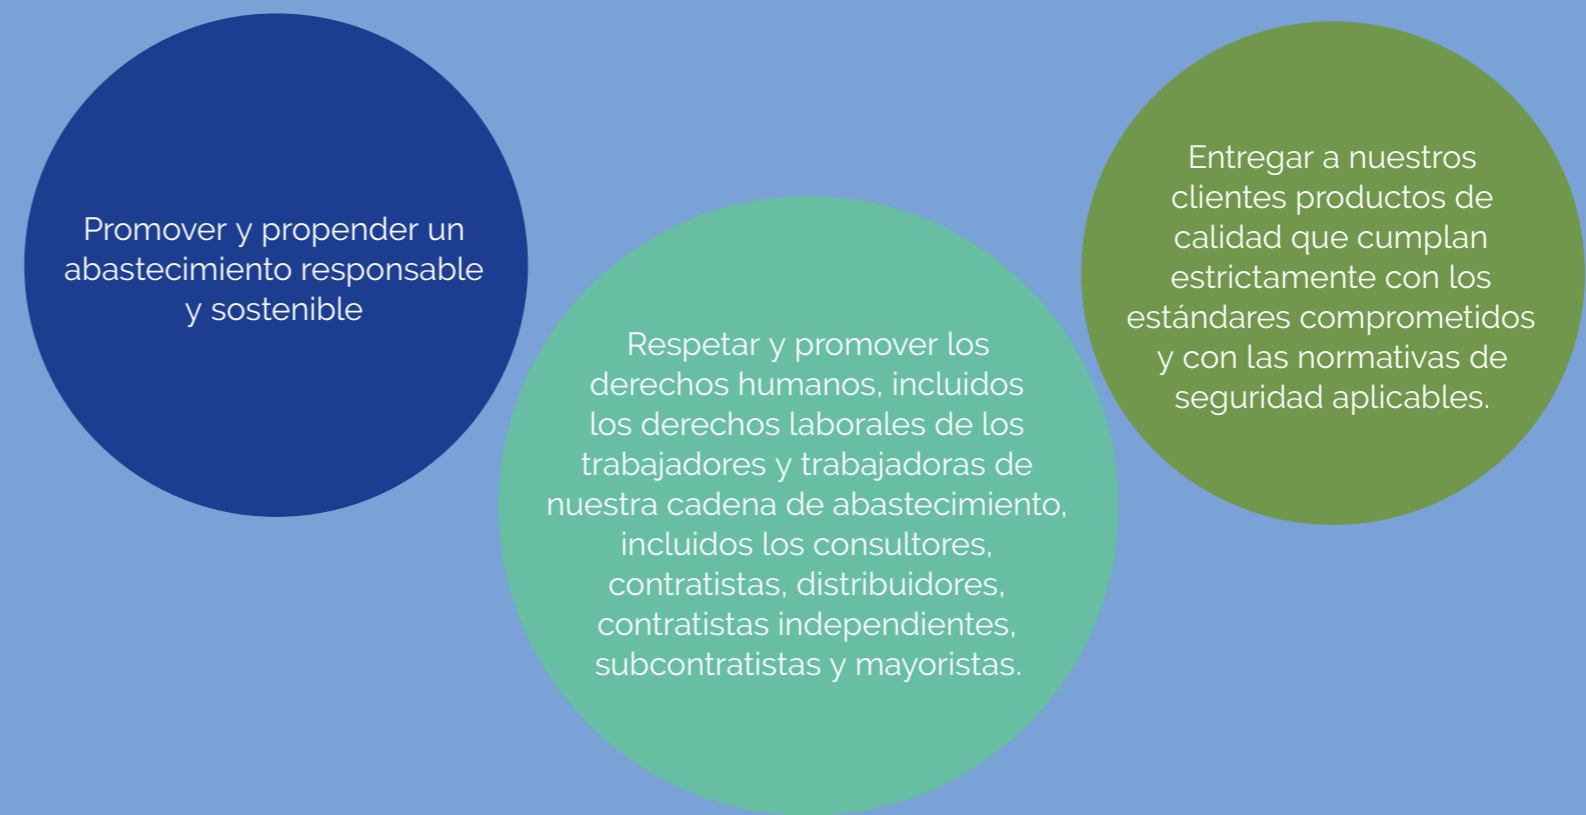 Promover y propender un
abastecimiento responsable
y sostenible
Respetar y promover los
derechos humanos, incluidos
los derechos laborales de los
trabajadores y trabajadoras de
nuestra cadena de abastecimiento,
incluidos los consultores,
contratistas, distribuidores,
contratistas independientes,
subcontratistas y mayoristas.
Entregar a nuestros
clientes productos de
calidad que cumplan
estrictamente con los
estándares comprometidos
y con las normativas de
seguridad aplicables.